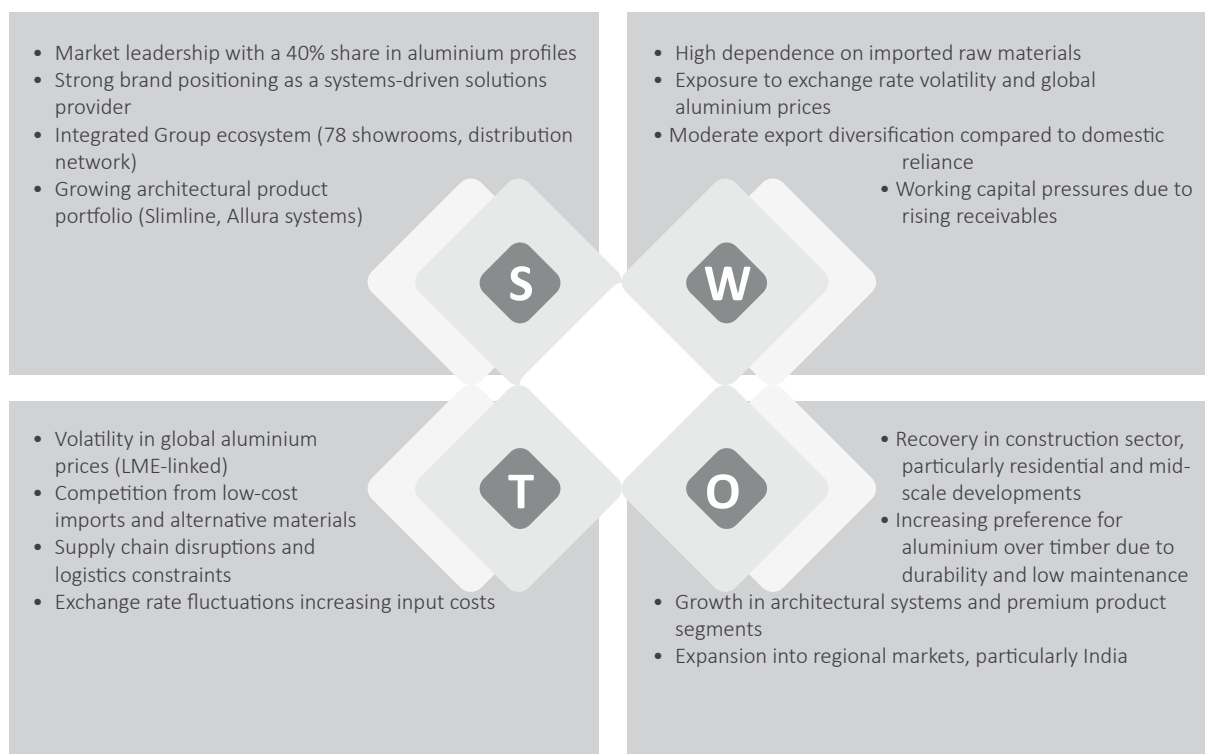 • Market leadership with a 40% share in aluminium profiles
• Strong brand positioning as a systems-driven solutions
provider
• Integrated Group ecosystem (78 showrooms, distribution
network)
• Growing architectural product
portfolio (Slimline, Allura systems)
S
• High dependence on imported raw materials
• Exposure to exchange rate volatility and global
aluminium prices
• Moderate export diversification compared to domestic
reliance
• Working capital pressures due to
rising receivables
W
• Volatility in global aluminium
prices (LME-linked)
• Competition from low-cost
imports and alternative materials
• Supply chain disruptions and
logistics constraints
• Exchange rate fluctuations increasing input costs
T
• Recovery in construction sector,
particularly residential and mid-
scale developments
• Increasing preference for
aluminium over timber due to
durability and low maintenance
• Growth in architectural systems and premium product
segments
• Expansion into regional markets, particularly India
O